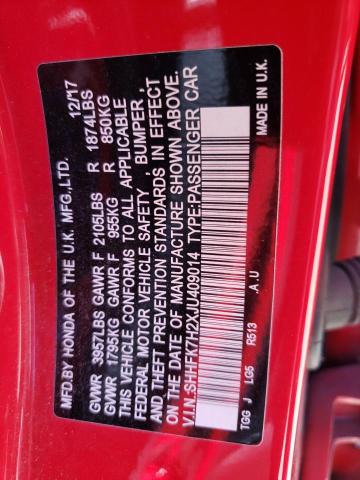 MFD.BY HONDA OF THE U.K. MFG.,LTD. 12/17
GVWR 3957LBS GAWR F 2105LBS R 1874LBS
GVWR 1795KG GAWR F 955KG R 850KG
THIS VEHICLE CONFORMS TO ALL APPLICABLE
FEDERAL MOTOR VEHICLE SAFETY , BUMPER ,
AND THEFT PREVENTION STANDARDS IN EFFECT
ON THE DATE OF MANUFACTURE SHOWN ABOVE.
V.I.N.:SHHFK7H2XJU409014 TYPE:PASSENGER CAR
TGG J LG5 R513 .A.U MADE IN U.K.